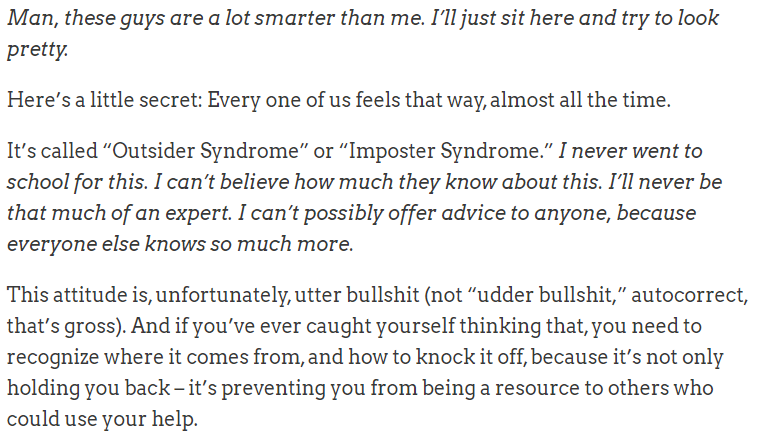 Man, these guys are a lot smarter than me. I'll just sit here and try to look
pretty.
Here's a little secret: Every one of us feels that way, almost all the time.
It's called “Outsider Syndrome” or “Imposter Syndrome.” I never went to
school for this. I can't believe how much they know about this. I'll never be
that much of an expert. I can't possibly offer advice to anyone, because
everyone else knows so much more.
This attitude is, unfortunately, utter bullshit (not “udder bullshit,” autocorrect,
that's gross). And if you've ever caught yourself thinking that, you need to
recognize where it comes from, and how to knock it off, because it's not only
holding you back – it's preventing you from being a resource to others who
could use your help.